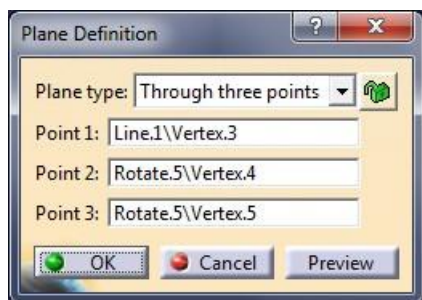 Plane Definition ? X
Plane type: Through three points
Point 1: Line.1\Vertex.3
Point 2: Rotate.5\Vertex.4
Point 3: Rotate.5\Vertex.5
OK Cancel Preview